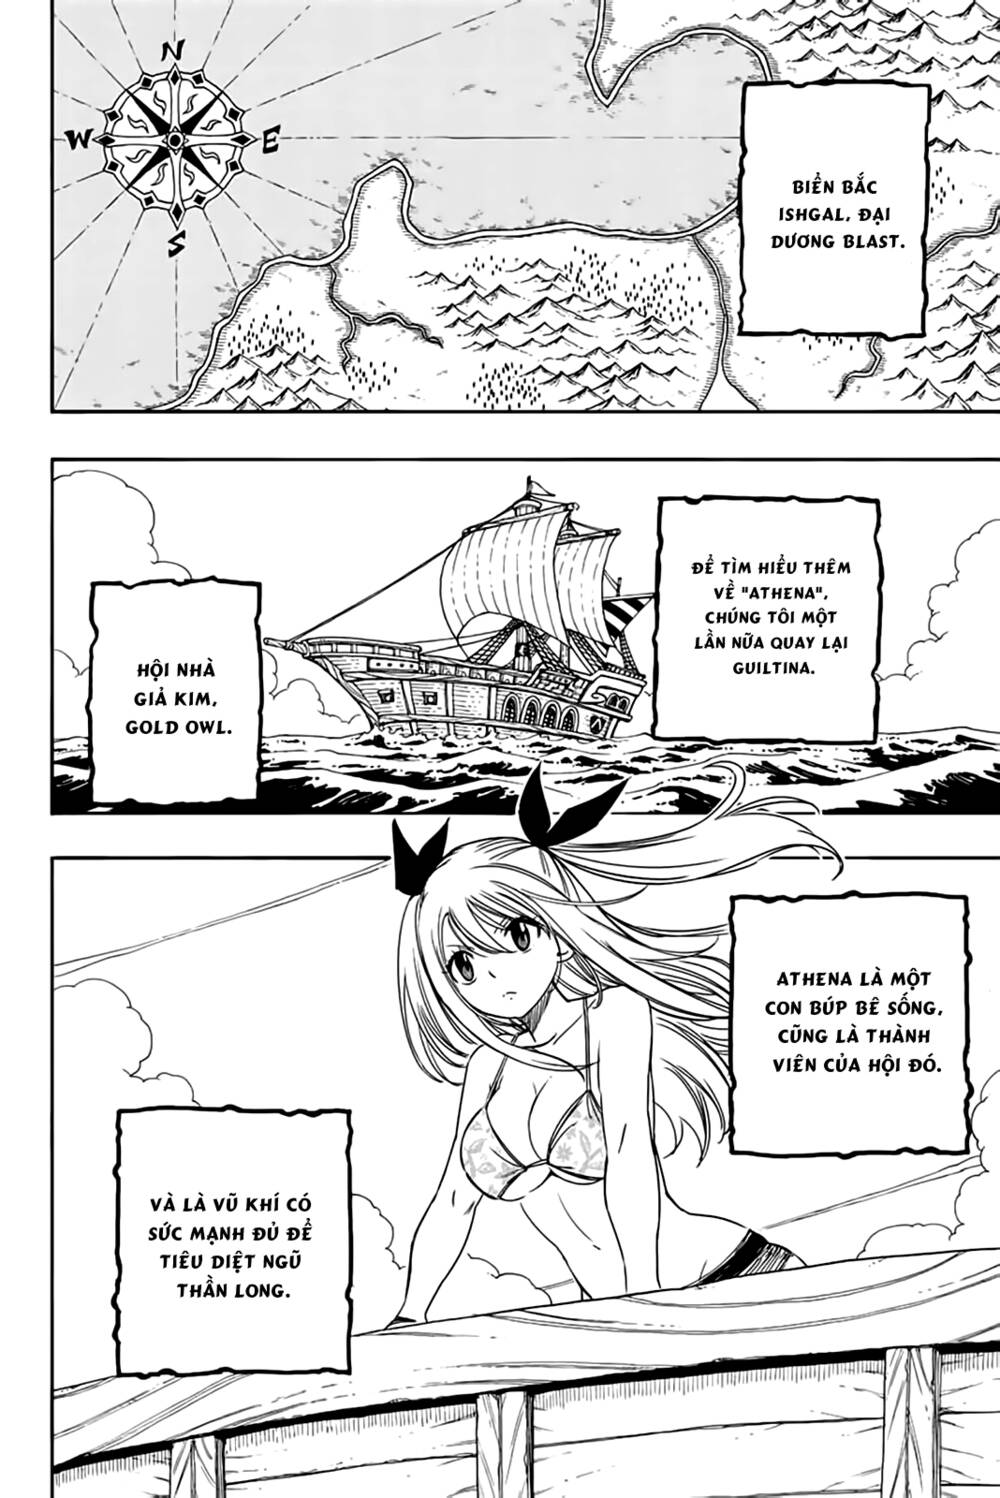 N
W
E
S
BIỂN BẮC
ISHGAL, ĐẠI
DƯƠNG BLAST.
ĐỂ TÌM HIỂU THÊM
VỀ "ATHENA",
CHÚNG TÔI MỘT
LẦN NỮA QUAY LẠI
GUILTINA.
HỘI NHÀ
GIẢ KIM,
GOLD OWL.
ATHENA LÀ MỘT
CON BÚP BÊ SỐNG,
CŨNG LÀ THÀNH
VIÊN CỦA HỘI ĐÓ.
VÀ LÀ VŨ KHÍ CÓ
SỨC MẠNH ĐỦ ĐỂ
TIÊU DIỆT NGŨ
THẦN LONG.